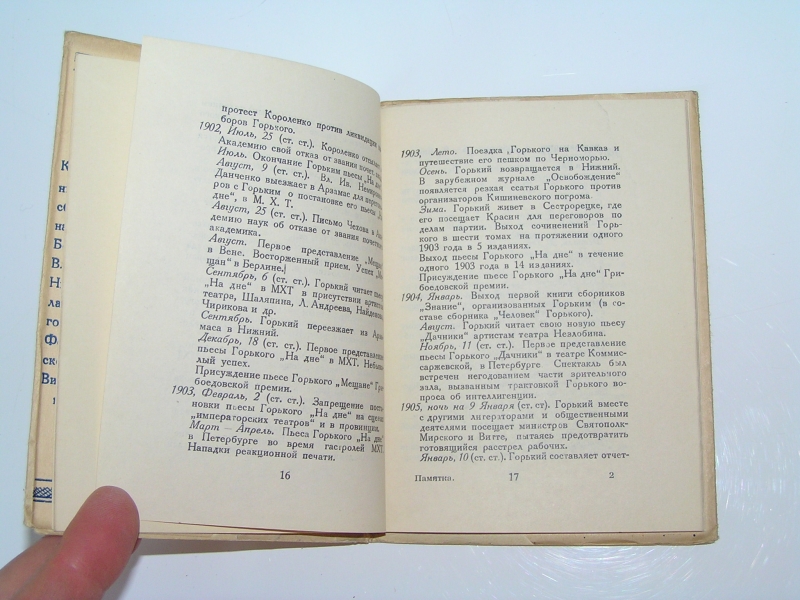 протест Короленко против ликвидации
боров Горького.
1902, Июль, 25 (ст. ст.). Короленко
Академию свой отказ от звания почет.
Июль. Окончание Горьким пьесы „На
Август, 9 (ст. ст.). Вл. Ив. Немирович
Данченко выезжает в Арзамас для
ров с Горьким о постановке его пьесы
дне", в М. Х. Т.
Август, 25 (ст. ст.). Письмо Чехова в
демию наук об отказе от звания
академика.
Август. Первое представление „Мещан"
в Вене. Восторженный прием. Успех
щан" в Берлине.
Сентябрь, 6 (ст. ст.). Горький читает
„На дне" в МХТ в присутствии
театра, Шаляпина, Л. Андреева,
Чирикова и др.
Сентябрь. Горький переезжает из
маса в Нижний.
Декабрь, 18 (ст. ст.). Первое представление
пьесы Горького „На дне" в МХТ.
лый успех.
Присуждение пьесе Горького „Мещане" Гри-
боедовской премии.
1903, Февраль, 2 (ст. ст.). Запрещение
новки пьесы Горького „На дне" на
„императорских театров" и в провинции.
Март — Апрель. Пьеса Горького „На дне"
в Петербурге во время гастролей МХТ.
Нападки реакционной печати.
16
1903, Лето. Поездка Горького на Кавказ и
путешествие его пешком по Черноморью.
Осень. Горький возвращается в Нижний.
В зарубежном журнале „Освобождение"
появляется резкая статья Горького против
организаторов Кишиневского погрома.
Зима. Горький живет в Сестрорецке, где
его посещает Красин для переговоров по
делам партии. Выход сочинений Горь-
кого в шести томах на протяжении одного
1903 года в 5 изданиях.
Выход пьесы Горького „На дне" в течение
одного 1903 года в 14 изданиях.
Присуждение пьесе Горького „На дне" Гри-
боедовской премии.
1904, Январь. Выход первой книги сборников
„Знание", организованных Горьким (в со-
ставе сборника „Человек" Горького).
Август. Горький читает свою новую пьесу
„Дачники" артистам театра Незлобина.
Ноябрь, 11 (ст. ст.). Первое представление
пьесы Горького „Дачники" в театре Комис-
саржевской, в Петербурге Спектакль был
встречен негодованием части зрительного
зала, вызванным трактовкой Горького вопро-
са об интеллигенции.
1905, ночь на 9 Января (ст. ст.) Горький вместе
с другими литераторами и общественными
деятелями посещает министров Святополк-
Мирского и Витте, пытаясь предотвратить
готовящийся расстрел рабочих.
Январь, 10 (ст. ст.). Горький составляет отчет-
Памятка. 17 2
К
Б
В.
Н
ла
го
ско
Ви